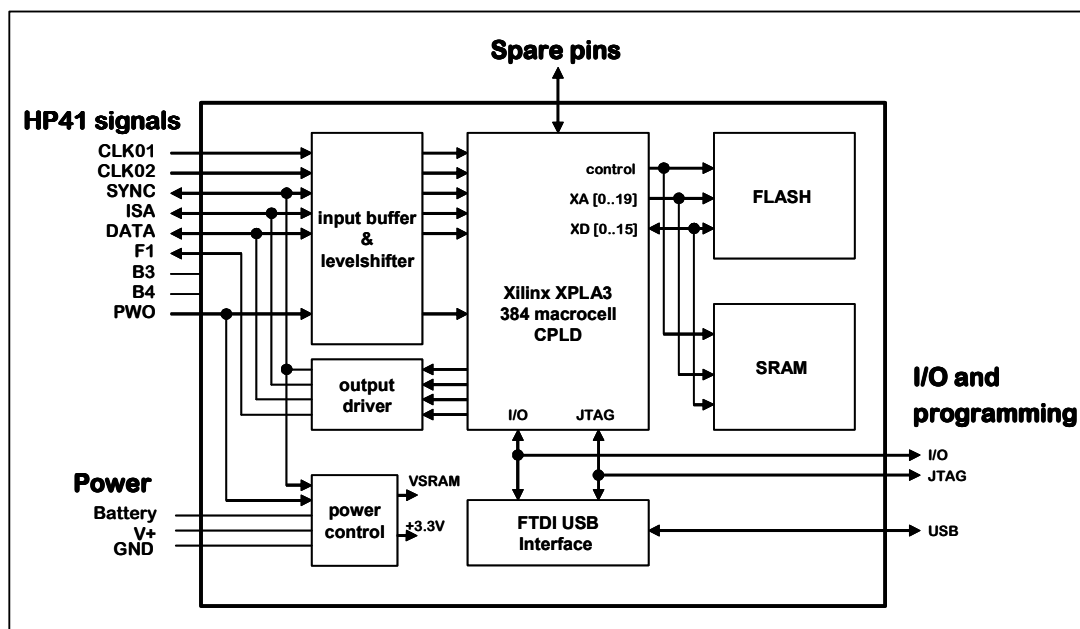 Spare pins
HP41 signals
CLK01
CLK02
SYNC
ISA
DATA
F1
B3
B4
PWO
input buffer
&
levelshifter
output
driver
control
XA [0..19]
XD [0..15]
Xilinx XPLA3
384 macrocell
CPLD
I/O
JTAG
FLASH
SRAM
I/O and
programming
I/O
JTAG
USB
Power
Battery
V+
GND
power
control
VSRAM
+3.3V
FTDI USB
Interface